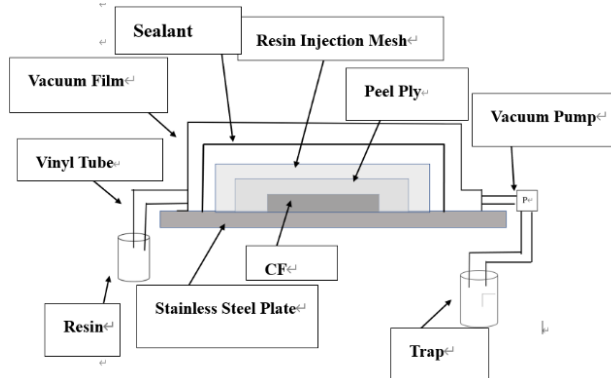 Sealant
Resin Injection Mesh
Vacuum Film
Peel Ply
Vacuum Pump
Vinyl Tube
P
CF
Stainless Steel Plate
Resin
Trap